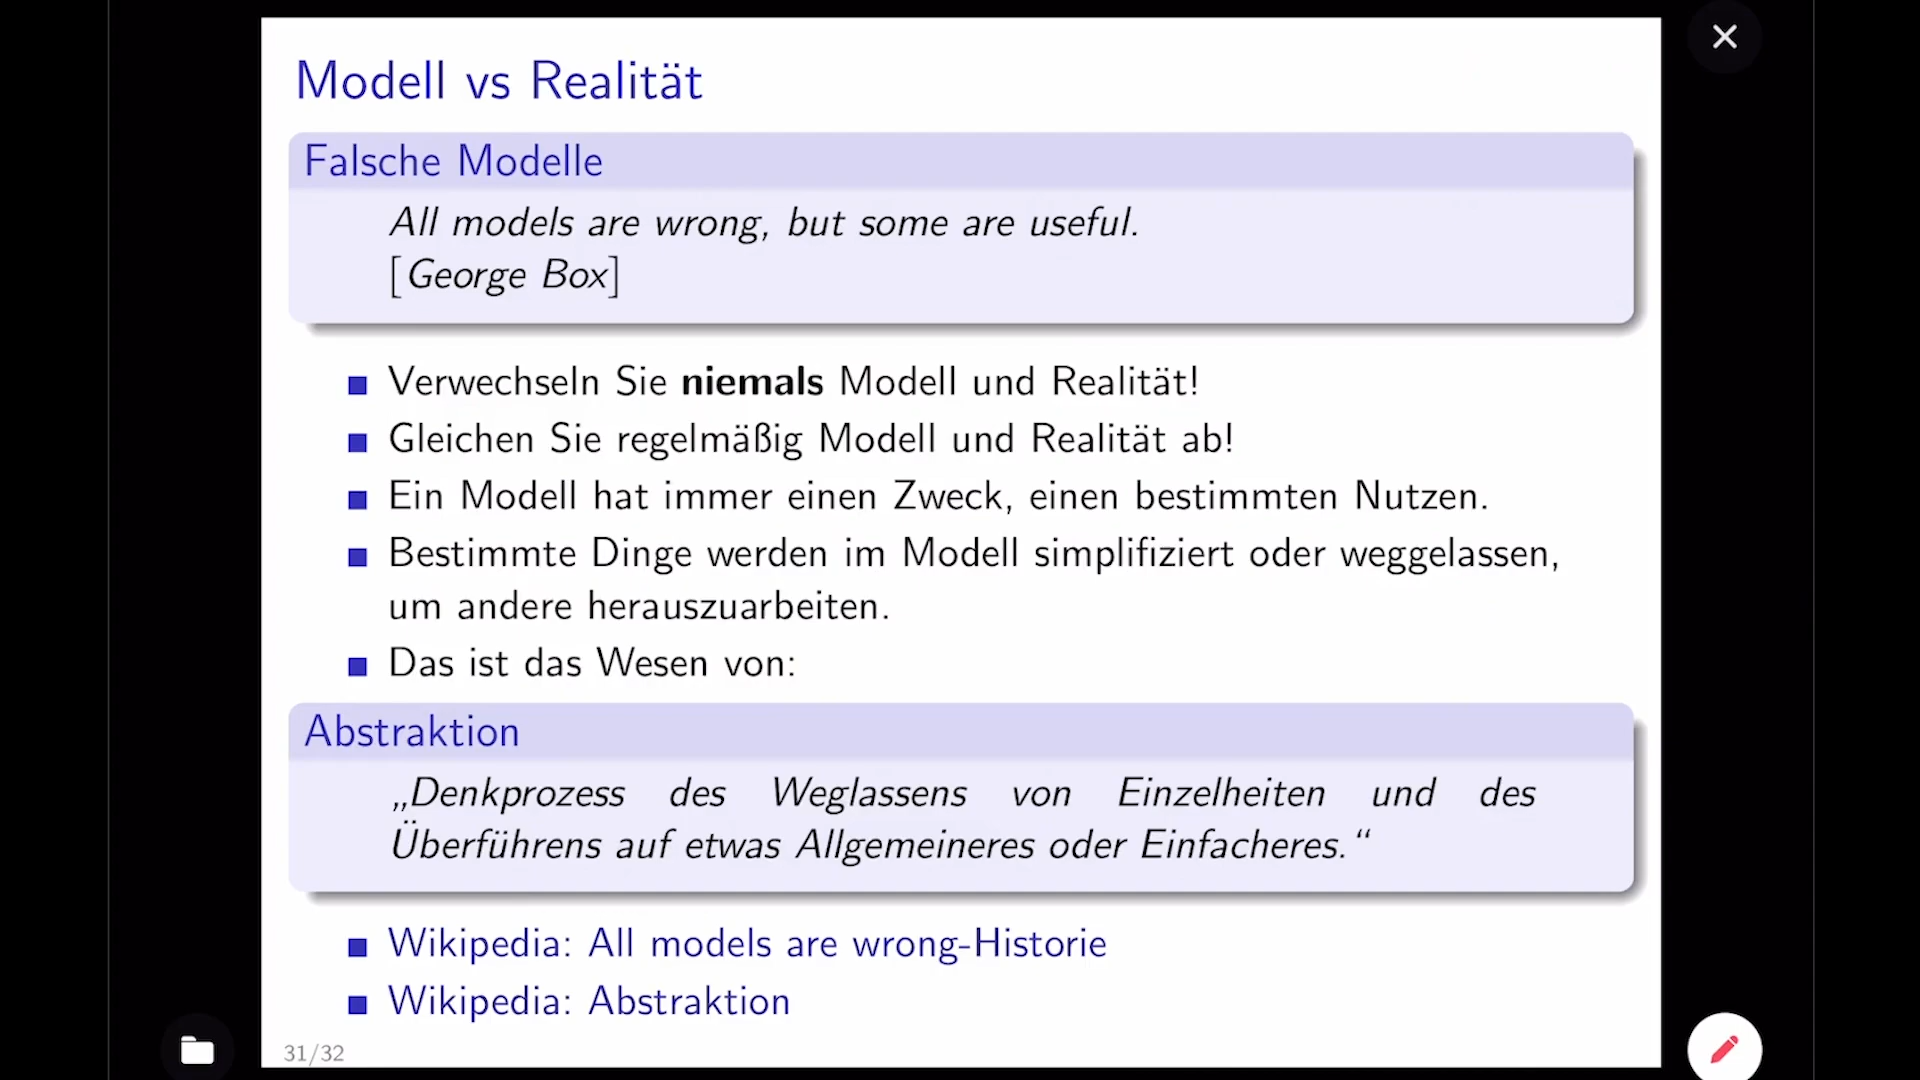 Modell vs Realität
Falsche Modelle
All models are wrong, but some are useful.
[George Box]
Verwechseln Sie niemals Modell und Realität!
Gleichen Sie regelmäßig Modell und Realität ab!
Ein Modell hat immer einen Zweck, einen bestimmten Nutzen.
Bestimmte Dinge werden im Modell simplifiziert oder weggelassen,
um andere herauszuarbeiten.
Das ist das Wesen von:
Abstraktion
„Denkprozess des Weglassens von Einzelheiten und des
Überführens auf etwas Allgemeineres oder Einfacheres.“
Wikipedia: All models are wrong-Historie
Wikipedia: Abstraktion
31/32